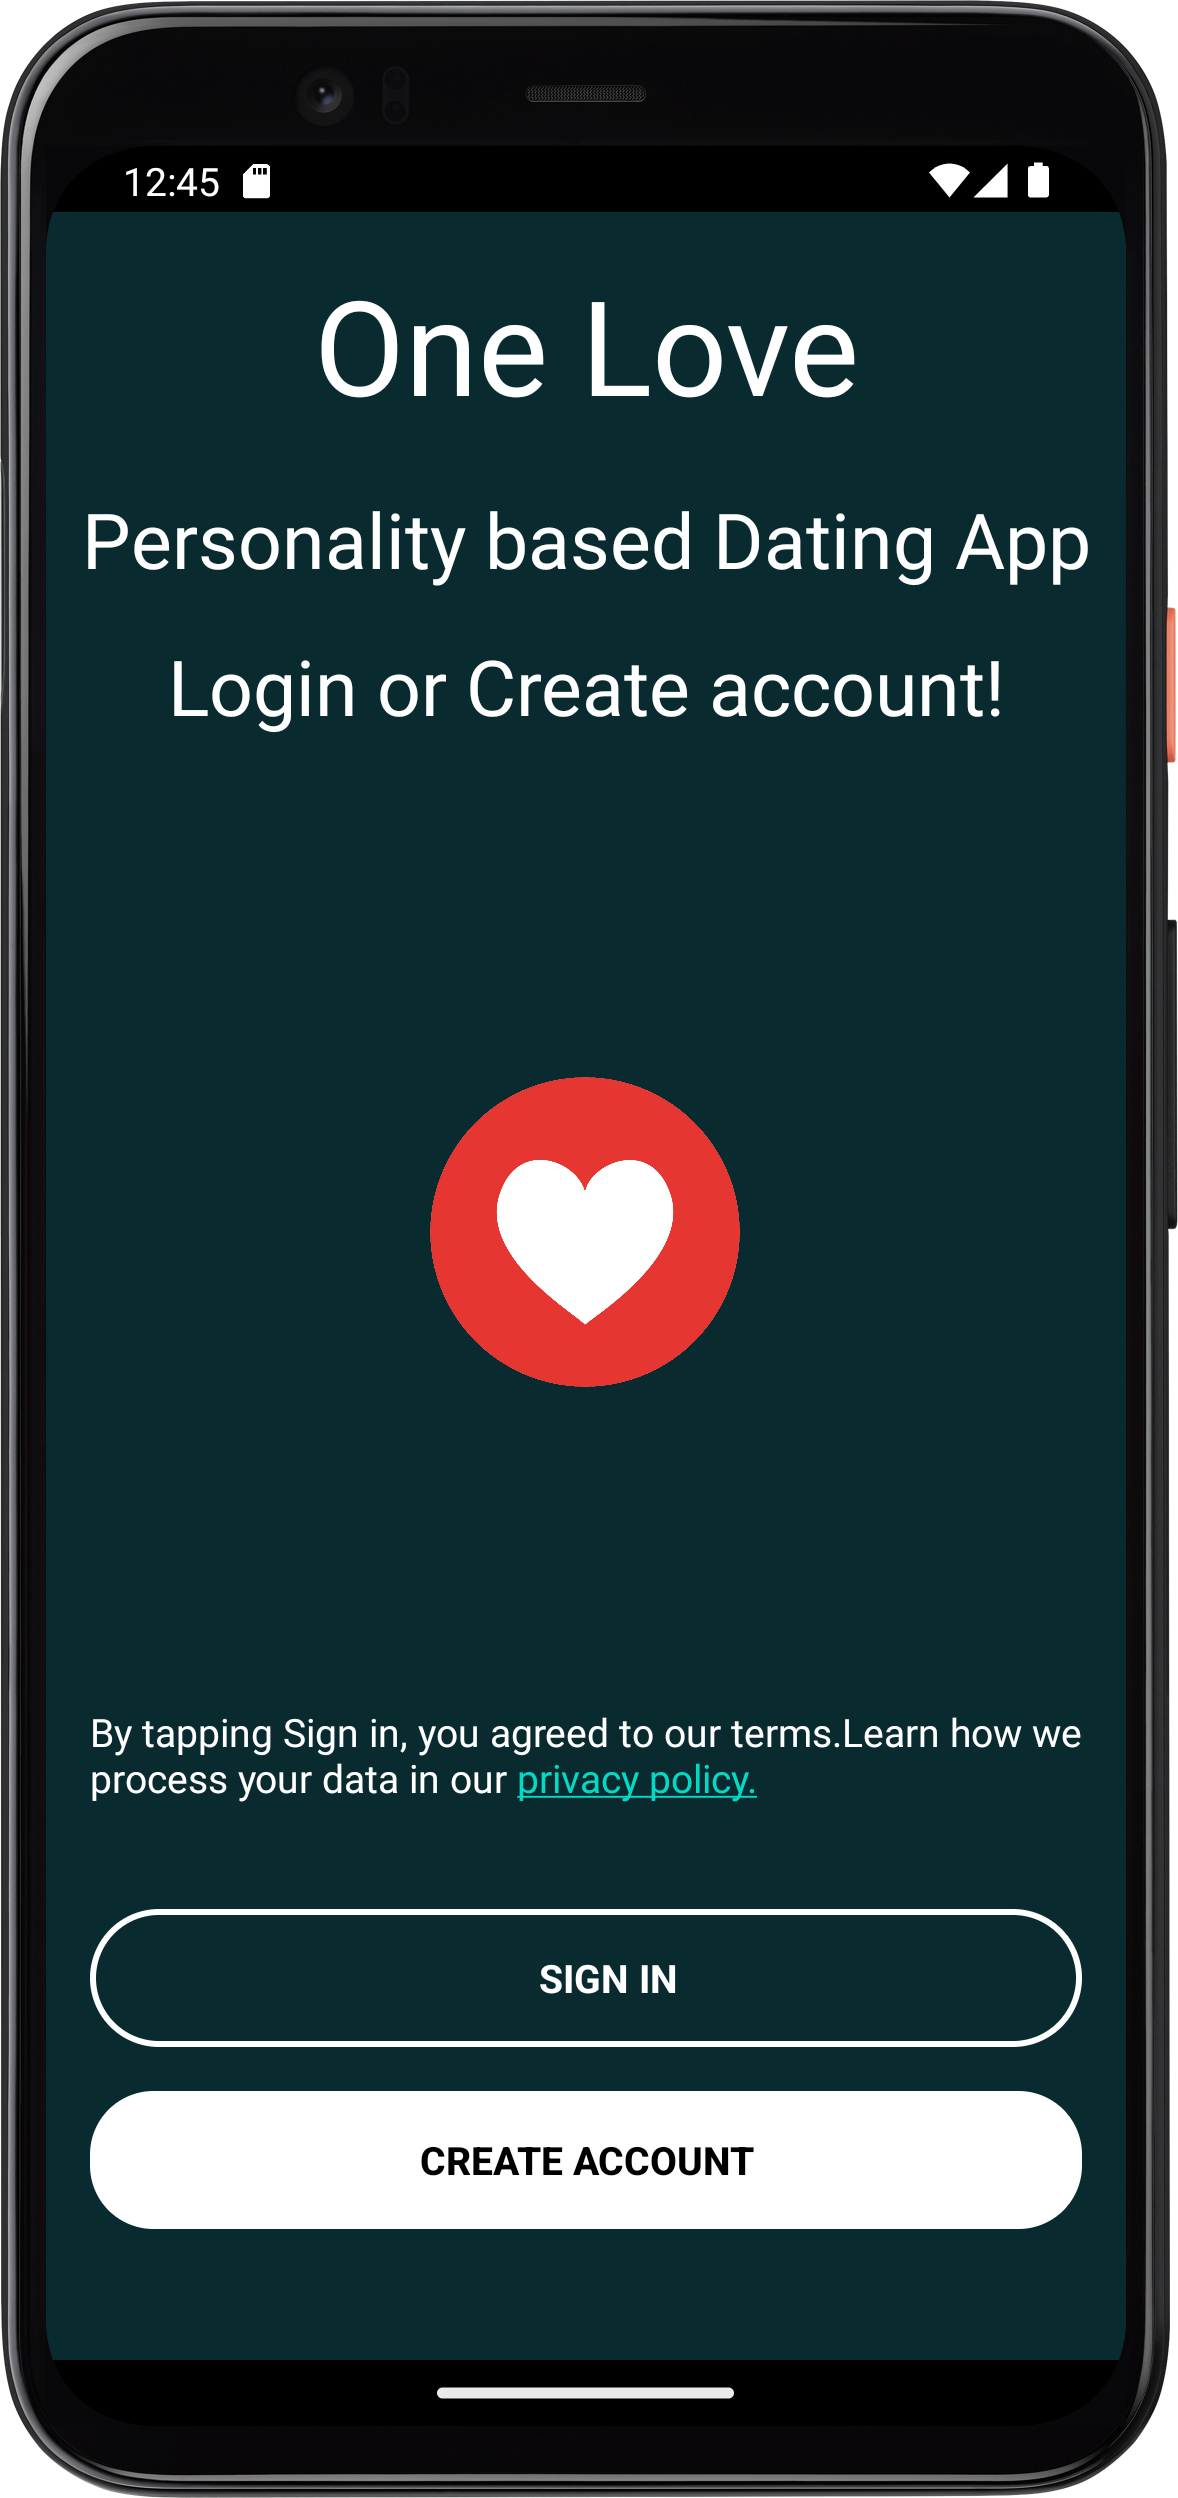 12:45
One Love
Personality based Dating App
Login or Create account!
By tapping Sign in, you agreed to our terms.Learn how we
process your data in our privacy policy.
SIGN IN
CREATE ACCOUNT